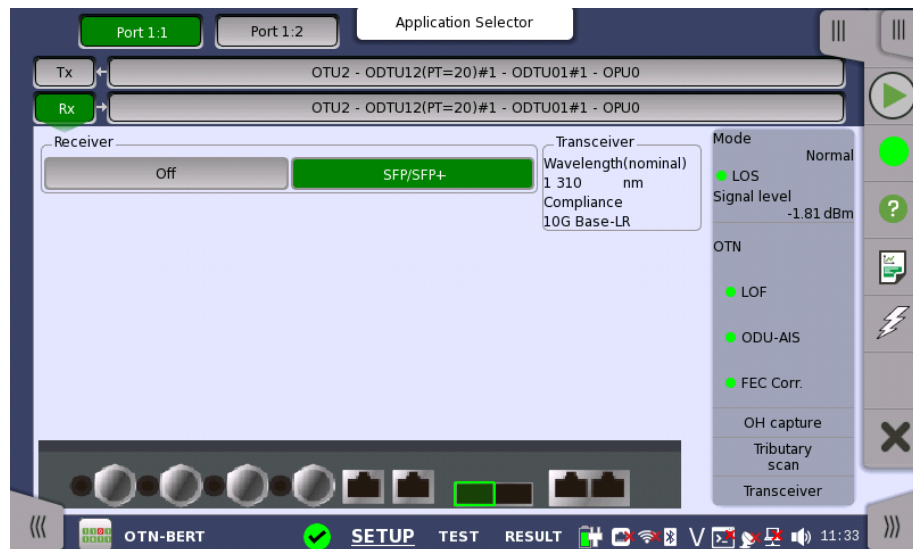 Port 1:1
Port 1:2
Application Selector
Tx
OTU2 - ODTU12(PT=20)#1 - ODTU01#1 - OPU0
Rx
OTU2 - ODTU12(PT=20)#1 - ODTU01#1 - OPU0
Receiver
Off
SFP/SFP+
Transceiver
Wavelength(nominal)
1 310 nm
Compliance
10G Base-LR
Mode
Normal
LOS
Signal level
-1.81 dBm
OTN
LOF
ODU-AIS
FEC Corr.
OH capture
Tributary
scan
Transceiver
OTN-BERT
SETUP
TEST
RESULT
V
11:33